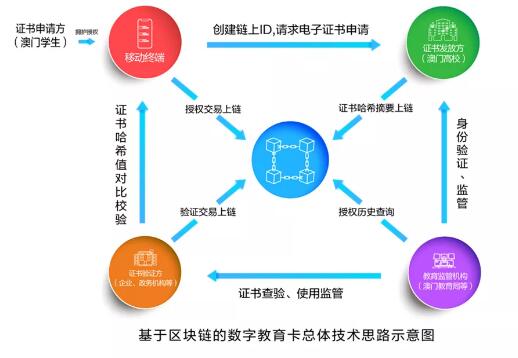 证书申请方
（澳门学生）
拥护授权
移动终端
创建链上ID,请求电子证书申请
证书发放方
（澳门高校）
授权交易上链
证书哈希摘要上链
证书哈希值对比校验
身份验证、监管
验证交易上链
授权历史查询
证书验证方
（企业、政务机构等）
教育监管机构
（澳门教育局等）
证书查验、使用监管
基于区块链的数字教育卡总体技术思路示意图